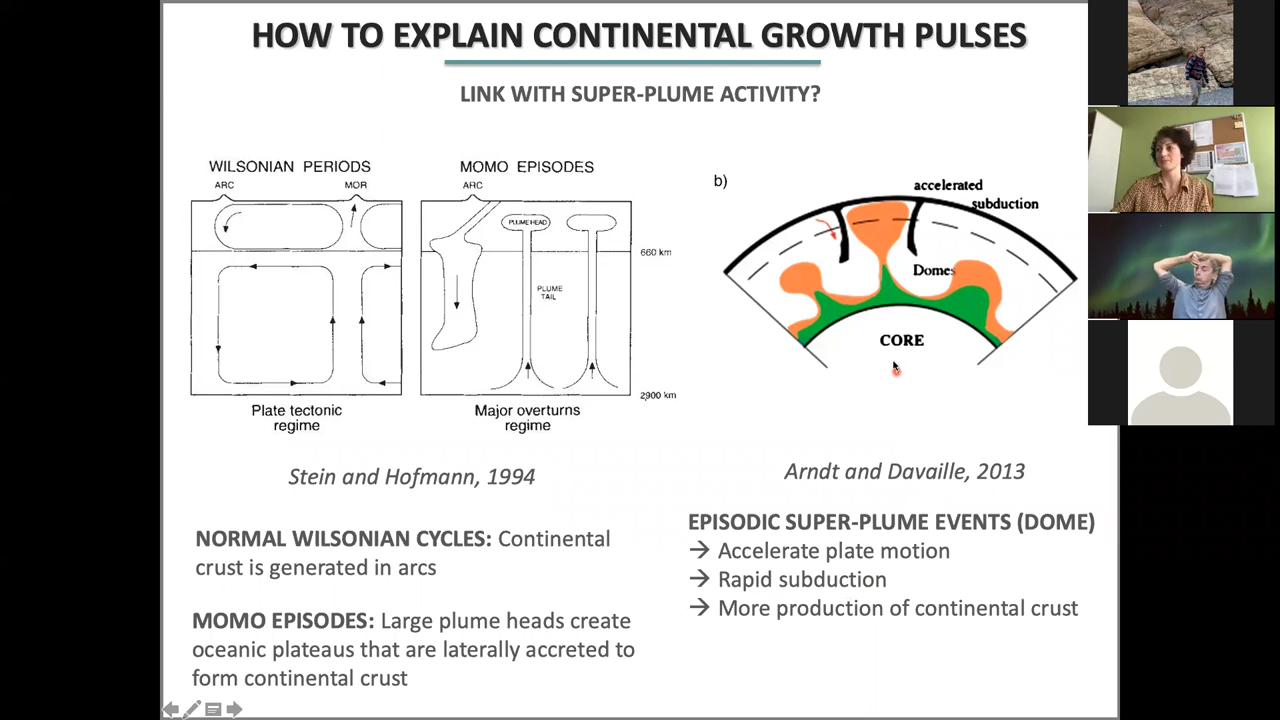 HOW TO EXPLAIN CONTINENTAL GROWTH PULSES
LINK WITH SUPER-PLUME ACTIVITY?
WILSONIAN PERIODS
ARC
MOR
Plate tectonic
regime
MOMO EPISODES
ARC
PLUME HEAD
PLUME
TAIL
660 km
2900 km
Major overturns
regime
Stein and Hofmann, 1994
b)
accelerated
subduction
Domes
CORE
Arndt and Davaille, 2013
NORMAL WILSONIAN CYCLES: Continental
crust is generated in arcs
MOMO EPISODES: Large plume heads create
oceanic plateaus that are laterally accreted to
form continental crust
EPISODIC SUPER-PLUME EVENTS (DOME)
→ Accelerate plate motion
→ Rapid subduction
→ More production of continental crust